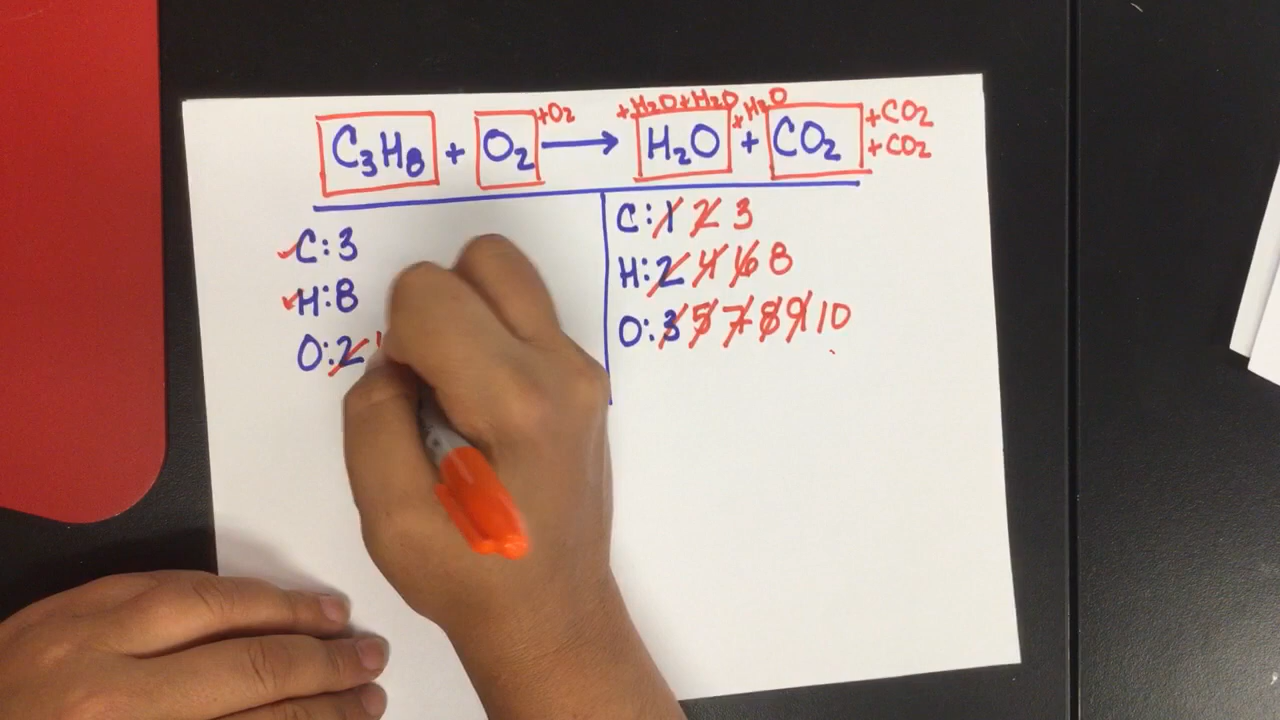 +O2 +H2O+H2O +H2O +CO2
C3H8 + O2 → H2O + CO2 +CO2
C:3 C:1 2 3
H:8 H:2 4 6 8
O:2 O:3 5 7 8 9 10